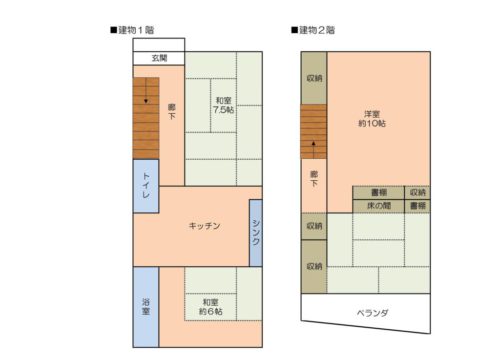 ■建物１階
玄関
廊下
和室
7.5帖
トイレ
キッチン
シンク
浴室
和室
約６帖
■建物２階
収納
洋室
約10帖
廊下
書棚
収納
床の間
書棚
収納
収納
ベランダ